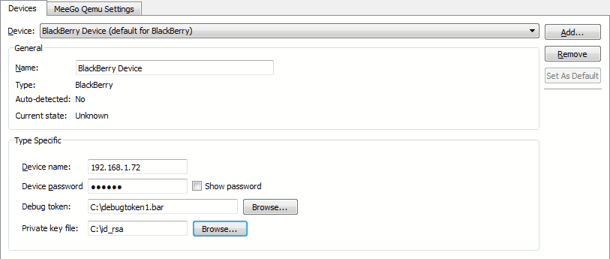 Devices MeeGo Qemu Settings
Device: BlackBerry Device (default for BlackBerry) Add...
General
Remove
Name: BlackBerry Device
Set As Default
Type: BlackBerry
Auto-detected: No
Current state: Unknown
Type Specific
Device name: 192.168.1.72
Device password ●●●●●● Show password
Debug token: C:\debugtoken1.bar Browse...
Private key file: C:\id_rsa Browse...